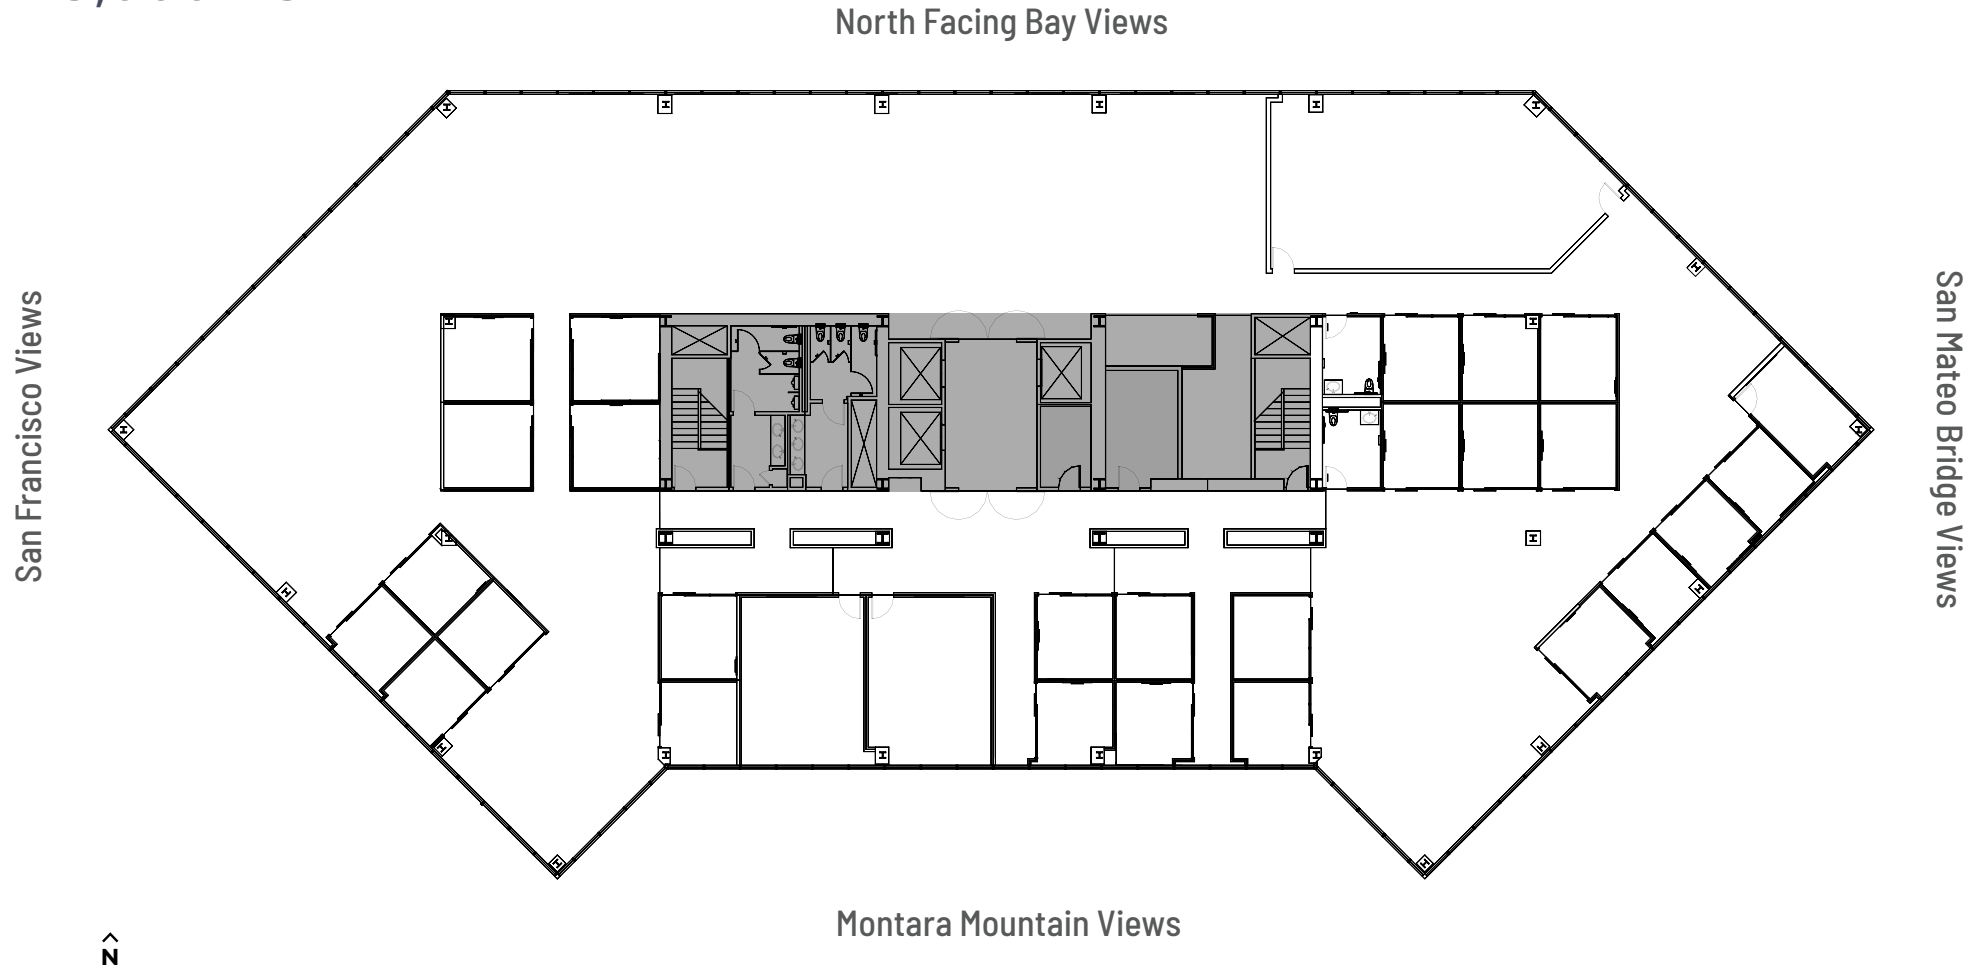 North Facing Bay Views
San Francisco Views
San Mateo Bridge Views
Montara Mountain Views
N